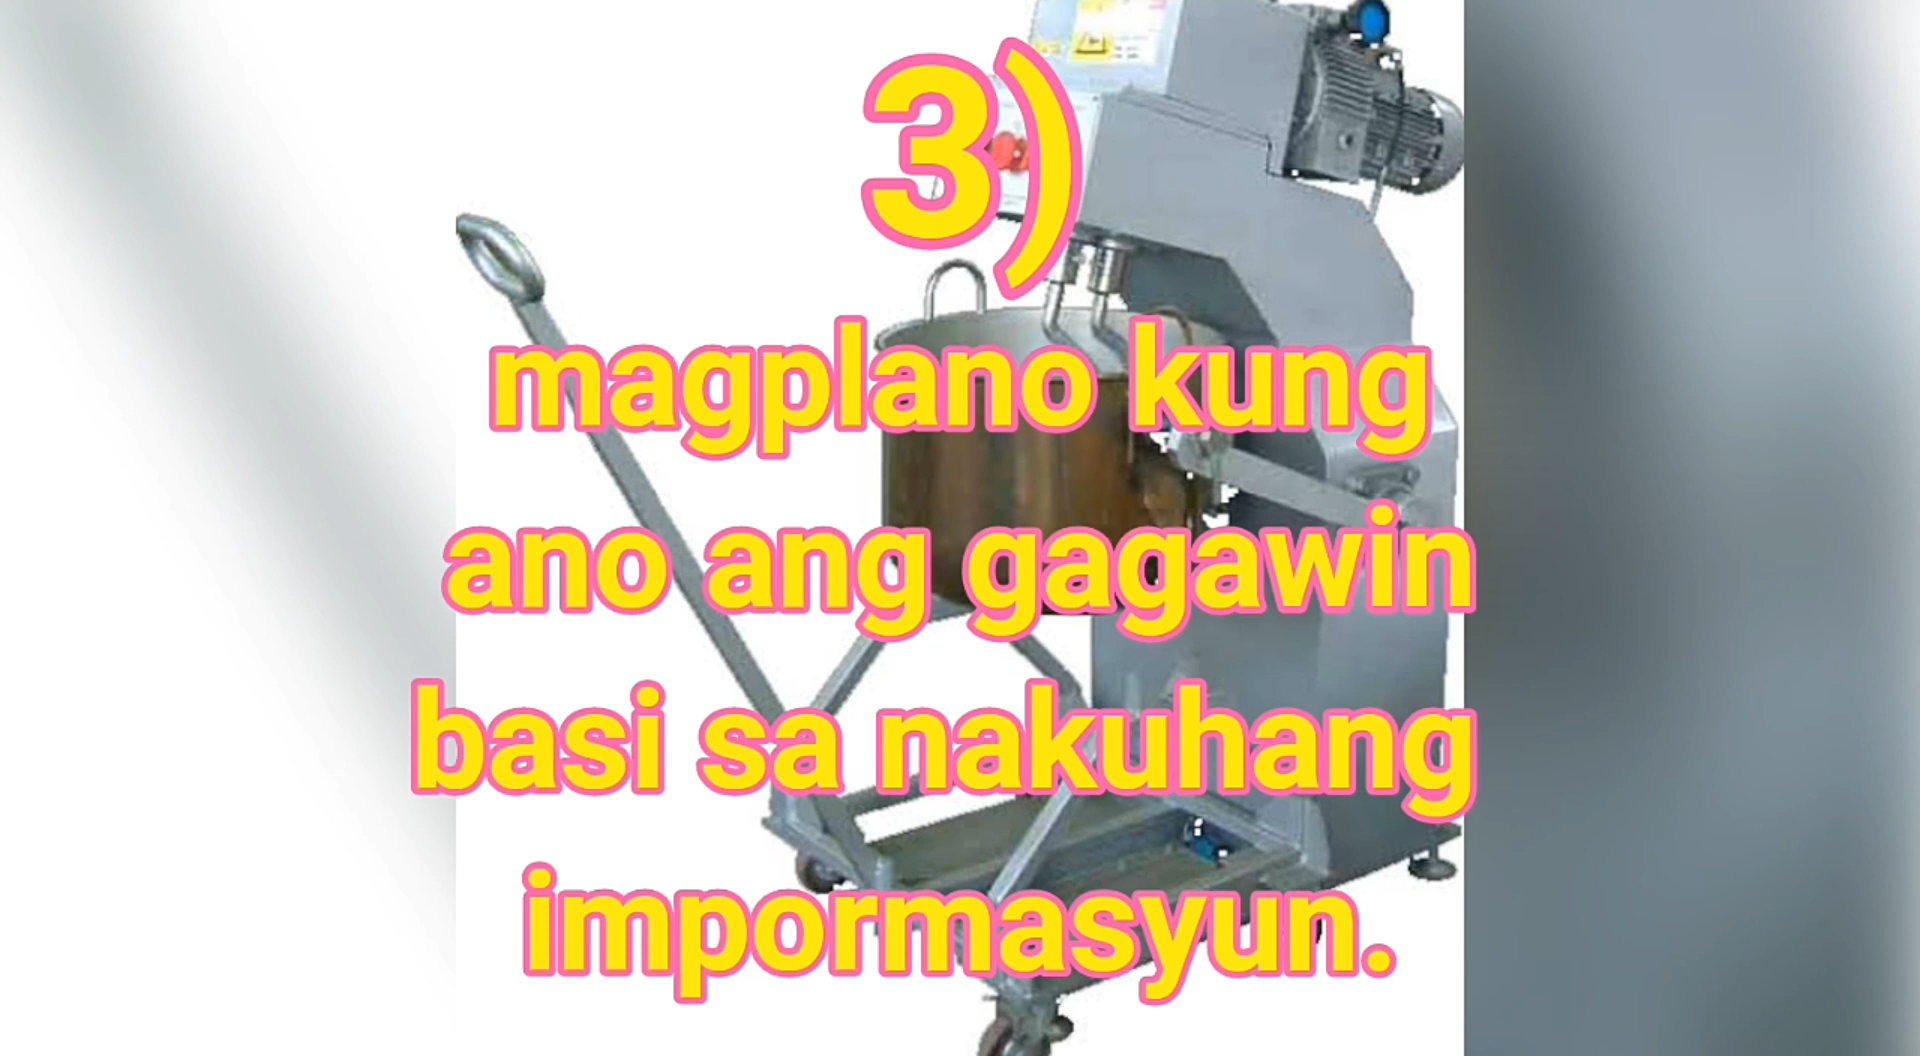 3)
magplano kung
ano ang gagawin
basi sa nakuhang
impormasyun.